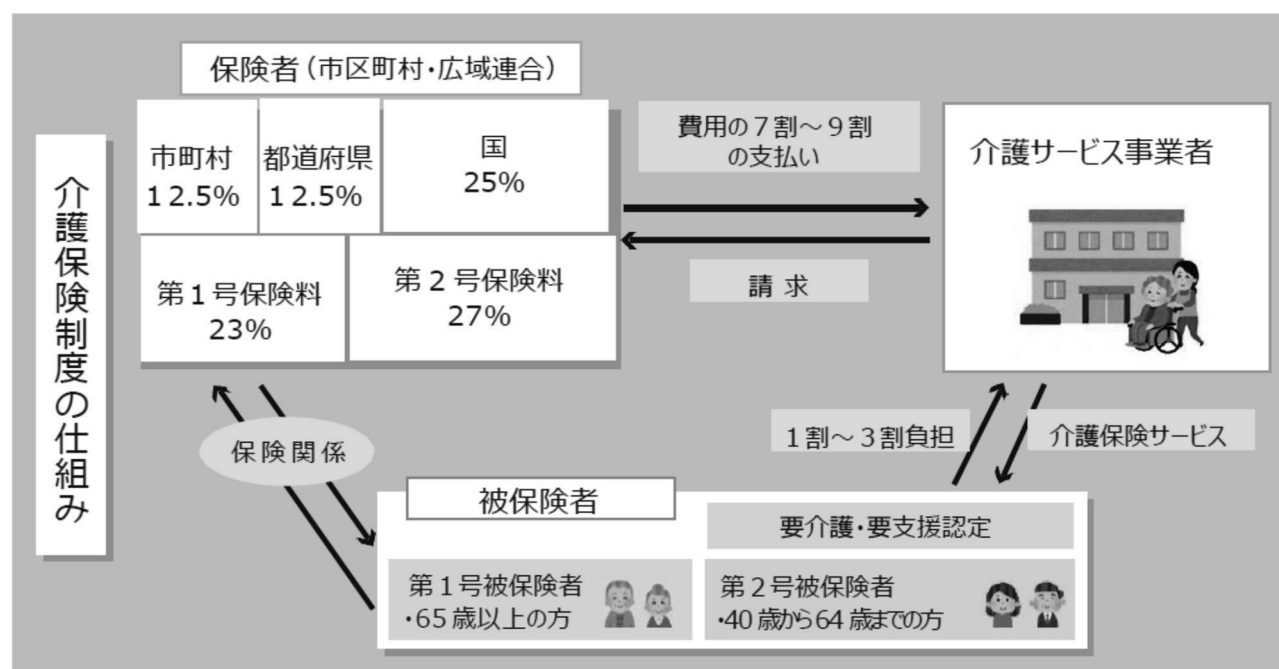 介護保険制度の仕組み
保険者（市区町村・広域連合）
市町村
１2.5%
都道府県
１2.5%
国
25%
第１号保険料
23%
第２号保険料
27%
費用の７割～９割
の支払い
請 求
介護サービス事業者
保険関係
１割～３割負担
介護保険サービス
被保険者
要介護・要支援認定
第１号被保険者
・65歳以上の方
第２号被保険者
・40歳から64歳までの方